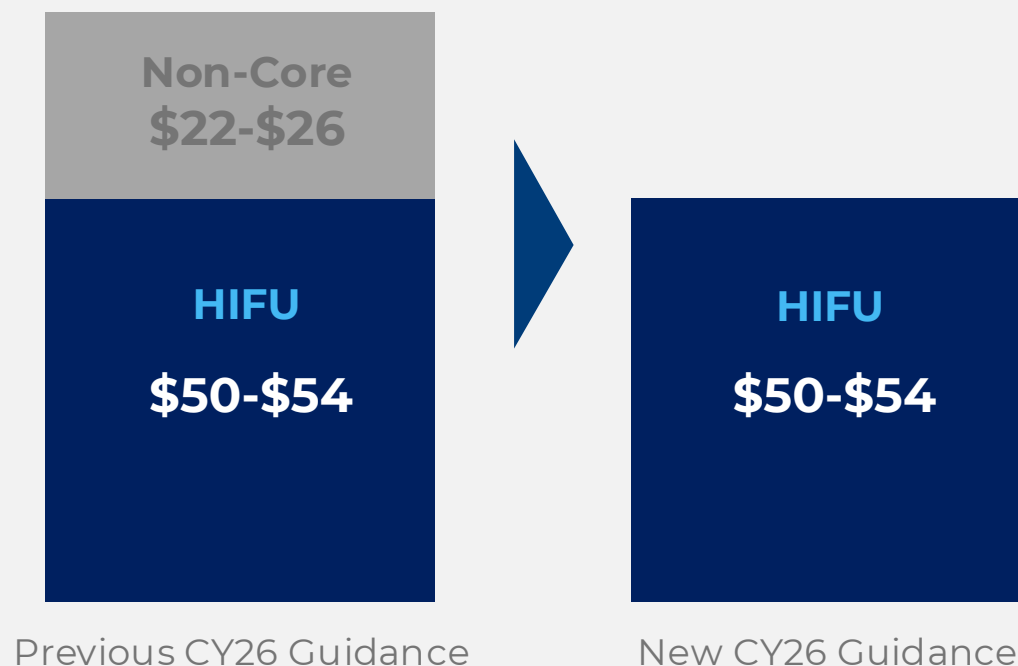 Non-Core
$22-$26
HIFU
$50-$54
Previous CY26 Guidance
HIFU
$50-$54
New CY26 Guidance